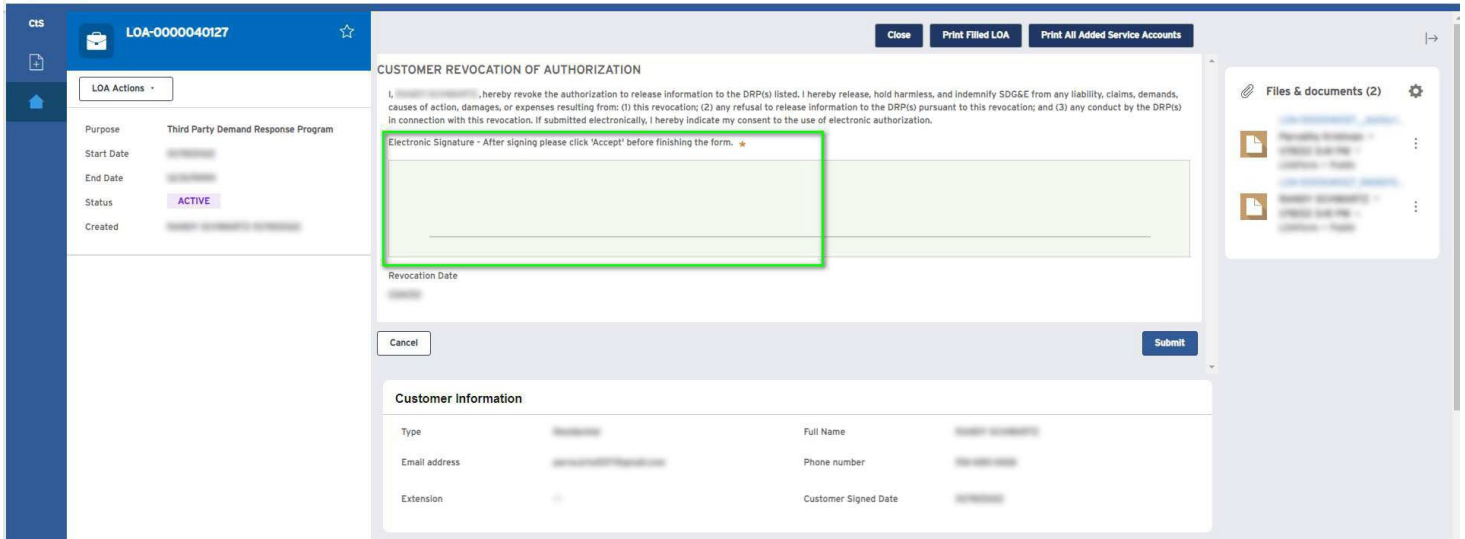 CtS
LOA-0000040127
LOA Actions
Purpose Third Party Demand Response Program
Start Date
End Date
Status ACTIVE
Created
Close Print Filled LOA Print All Added Service Accounts
CUSTOMER REVOCATION OF AUTHORIZATION
I, , hereby revoke the authorization to release information to the DRP(s) listed. I hereby release, hold harmless, and indemnify SDG&E from any liability, claims, demands,
causes of action, damages, or expenses resulting from: (1) this revocation; (2) any refusal to release information to the DRP(s) pursuant to this revocation; and (3) any conduct by the DRP(s)
in connection with this revocation. If submitted electronically, I hereby indicate my consent to the use of electronic authorization.
Electronic Signature - After signing please click 'Accept' before finishing the form. *
Revocation Date
Cancel Submit
Customer Information
Type Full Name
Email address Phone number
Extension Customer Signed Date
Files & documents (2)